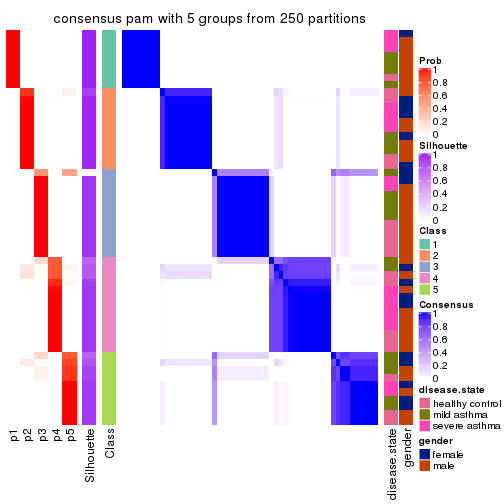 consensus pam with 5 groups from 250 partitions
Prob
1
0.8
0.6
0.4
0.2
0
Silhouette
1
0.8
0.6
0.4
0.2
0
Class
1
2
3
4
5
Consensus
1
0.8
0.6
0.4
0.2
0
disease.state
healthy control
mild asthma
severe asthma
gender
female
male
p1
p2
p3
p4
p5
Silhouette
Class
disease.state
gender